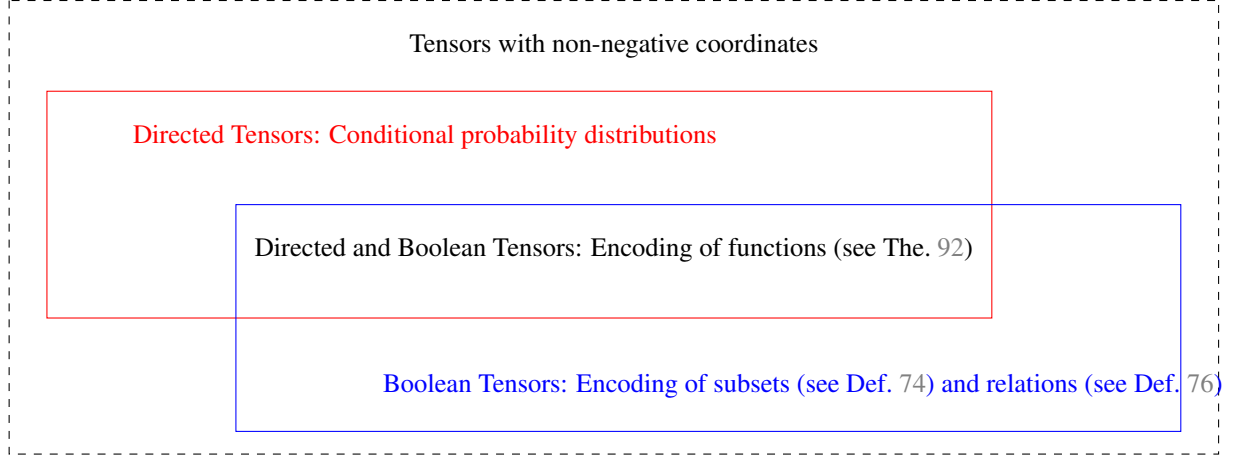 Tensors with non-negative coordinates
Directed Tensors: Conditional probability distributions
Directed and Boolean Tensors: Encoding of functions (see The. 92)
Boolean Tensors: Encoding of subsets (see Def. 74) and relations (see Def. 76)